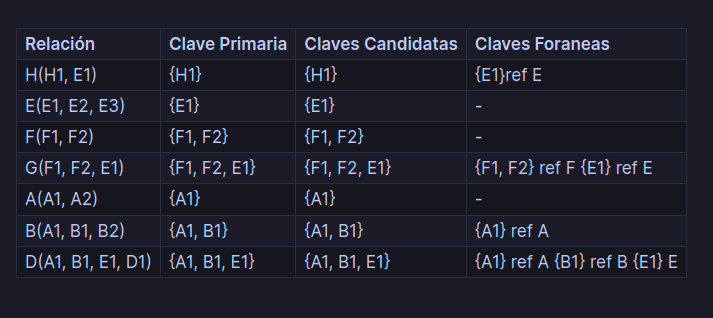 Relación Clave Primaria Claves Candidatas Claves Foraneas
H(H1, E1) {H1} {H1} {E1}ref E
E(E1, E2, E3) {E1} {E1} -
F(F1, F2) {F1, F2} {F1, F2} -
G(F1, F2, E1) {F1, F2, E1} {F1, F2, E1} {F1, F2} ref F {E1} ref E
A(A1, A2) {A1} {A1} -
B(A1, B1, B2) {A1, B1} {A1, B1} {A1} ref A
D(A1, B1, E1, D1) {A1, B1, E1} {A1, B1, E1} {A1} ref A {B1} ref B {E1} E